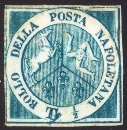 BOLLO DELLA POSTA NAPOLETANA
½ T